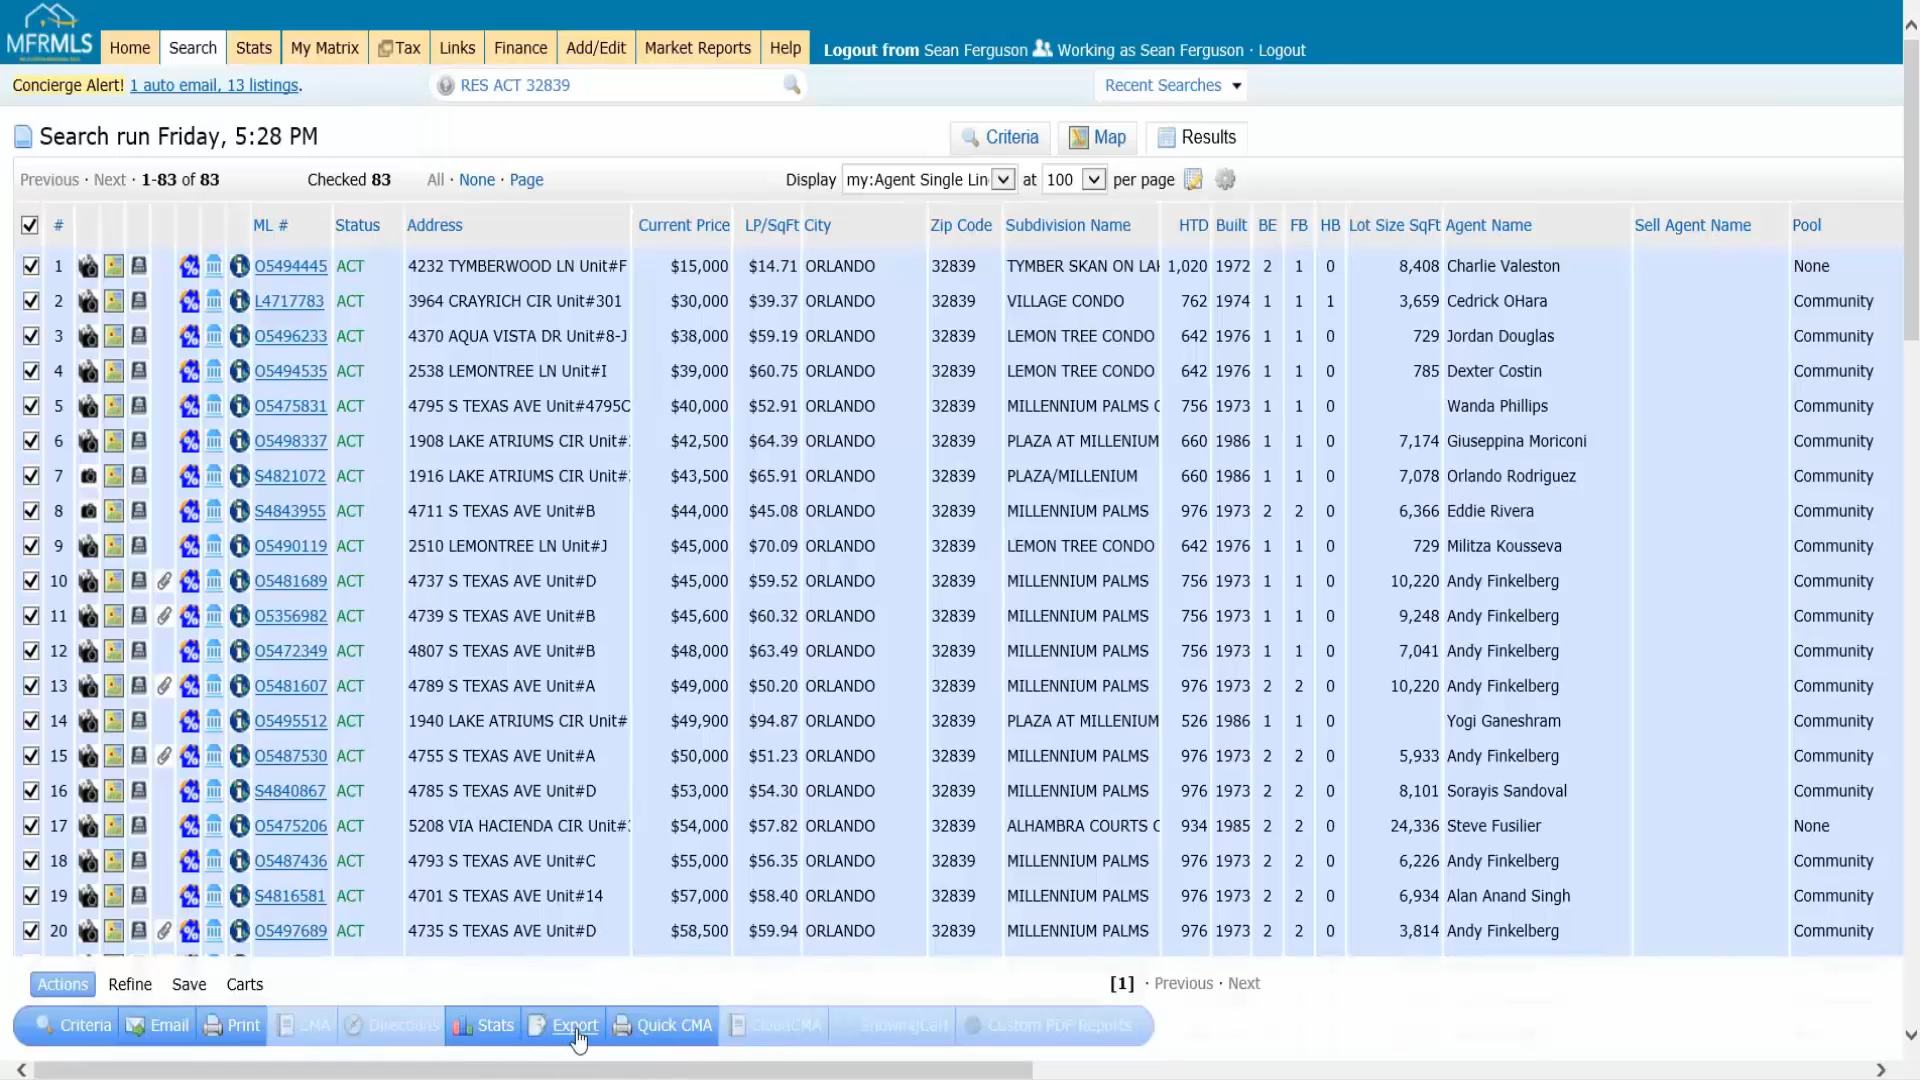 MFRMLS
Home Search Stats My Matrix Tax Links Finance Add/Edit Market Reports Help Logout from Sean Ferguson Working as Sean Ferguson · Logout
Concierge Alert! 1 auto email, 13 listings. RES ACT 32839 Recent Searches
Search run Friday, 5:28 PM Criteria Map Results
Previous · Next · 1-83 of 83 Checked 83 All · None · Page Display my:Agent Single Lin at 100 per page
# ML # Status Address Current Price LP/SqFt City Zip Code Subdivision Name HTD Built BE FB HB Lot Size SqFt Agent Name Sell Agent Name Pool
1 O5494445 ACT 4232 TYMBERWOOD LN Unit#F $15,000 $14.71 ORLANDO 32839 TYMBER SKAN ON LAK 1,020 1972 2 1 0 8,408 Charlie Valeston None
2 L4717783 ACT 3964 CRAYRICH CIR Unit#301 $30,000 $39.37 ORLANDO 32839 VILLAGE CONDO 762 1974 1 1 1 3,659 Cedrick OHara Community
3 O5496233 ACT 4370 AQUA VISTA DR Unit#8-J $38,000 $59.19 ORLANDO 32839 LEMON TREE CONDO 642 1976 1 1 0 729 Jordan Douglas Community
4 O5494535 ACT 2538 LEMONTREE LN Unit#I $39,000 $60.75 ORLANDO 32839 LEMON TREE CONDO 642 1976 1 1 0 785 Dexter Costin Community
5 O5475831 ACT 4795 S TEXAS AVE Unit#4795C $40,000 $52.91 ORLANDO 32839 MILLENNIUM PALMS C 756 1973 1 1 0 Wanda Phillips Community
6 O5498337 ACT 1908 LAKE ATRIUMS CIR Unit# $42,500 $64.39 ORLANDO 32839 PLAZA AT MILLENIUM 660 1986 1 1 0 7,174 Giuseppina Moriconi Community
7 S4821072 ACT 1916 LAKE ATRIUMS CIR Unit# $43,500 $65.91 ORLANDO 32839 PLAZA/MILLENIUM 660 1986 1 1 0 7,078 Orlando Rodriguez Community
8 S4843955 ACT 4711 S TEXAS AVE Unit#B $44,000 $45.08 ORLANDO 32839 MILLENNIUM PALMS 976 1973 2 2 0 6,366 Eddie Rivera Community
9 O5490119 ACT 2510 LEMONTREE LN Unit#J $45,000 $70.09 ORLANDO 32839 LEMON TREE CONDO 642 1976 1 1 0 729 Militza Kousseva Community
10 O5481689 ACT 4737 S TEXAS AVE Unit#D $45,000 $59.52 ORLANDO 32839 MILLENNIUM PALMS 756 1973 1 1 0 10,220 Andy Finkelberg Community
11 O5356982 ACT 4739 S TEXAS AVE Unit#B $45,600 $60.32 ORLANDO 32839 MILLENNIUM PALMS 756 1973 1 1 0 9,248 Andy Finkelberg Community
12 O5472349 ACT 4807 S TEXAS AVE Unit#B $48,000 $63.49 ORLANDO 32839 MILLENNIUM PALMS 756 1973 1 1 0 7,041 Andy Finkelberg Community
13 O5481607 ACT 4789 S TEXAS AVE Unit#A $49,000 $50.20 ORLANDO 32839 MILLENNIUM PALMS 976 1973 2 2 0 10,220 Andy Finkelberg Community
14 O5495512 ACT 1940 LAKE ATRIUMS CIR Unit# $49,900 $94.87 ORLANDO 32839 PLAZA AT MILLENIUM 526 1986 1 1 0 Yogi Ganeshram Community
15 O5487530 ACT 4755 S TEXAS AVE Unit#A $50,000 $51.23 ORLANDO 32839 MILLENNIUM PALMS 976 1973 2 2 0 5,933 Andy Finkelberg Community
16 S4840867 ACT 4785 S TEXAS AVE Unit#D $53,000 $54.30 ORLANDO 32839 MILLENNIUM PALMS 976 1973 2 2 0 8,101 Sorayis Sandoval Community
17 O5475206 ACT 5208 VIA HACIENDA CIR Unit# $54,000 $57.82 ORLANDO 32839 ALHAMBRA COURTS C 934 1985 2 2 0 24,336 Steve Fusilier None
18 O5487436 ACT 4793 S TEXAS AVE Unit#C $55,000 $56.35 ORLANDO 32839 MILLENNIUM PALMS 976 1973 2 2 0 6,226 Andy Finkelberg Community
19 S4816581 ACT 4701 S TEXAS AVE Unit#14 $57,000 $58.40 ORLANDO 32839 MILLENNIUM PALMS 976 1973 2 2 0 6,934 Alan Anand Singh Community
20 O5497689 ACT 4735 S TEXAS AVE Unit#D $58,500 $59.94 ORLANDO 32839 MILLENNIUM PALMS 976 1973 2 2 0 3,814 Andy Finkelberg Community
Actions Refine Save Carts [1] · Previous · Next
Criteria Email Print CMA Directions Stats Export Quick CMA CloudCMA ShowingCart Custom PDF Reports